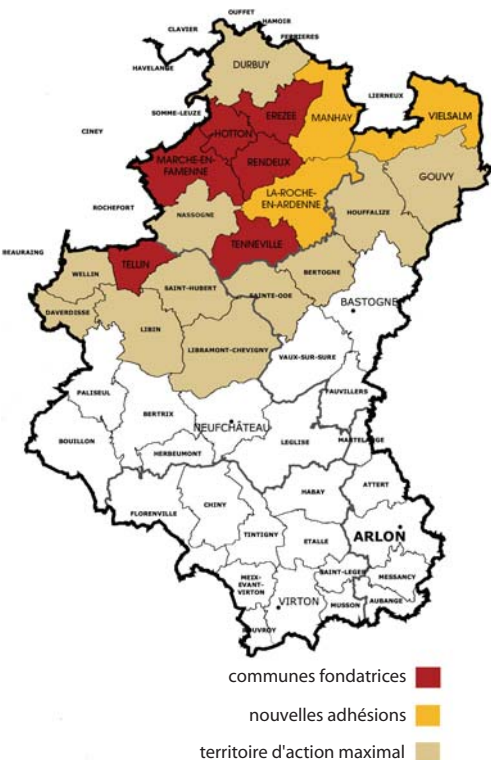 OUFFET
HAMOIR
CLAVIER
FERRIERES
HAVELANGE
DURBUY
LIERNEUX
SOMME-LEUZE
EREZEE
MANHAY
VIELSALM
CINEY
HOTTON
MARCHE-EN-
FAMENNE
RENDEUX
GOUVY
LA-ROCHE-
EN-ARDENNE
ROCHEFORT
NASSOGNE
HOUFFALIZE
TENNEVILLE
BEAURAING
TELLIN
WELLIN
BERTOGNE
SAINT-HUBERT
SAINTE-ODE
BASTOGNE
DAVERDISSE
LIBIN
LIBRAMONT-CHEVIGNY
VAUX-SUR-SURE
PALISEUL
FAUVILLERS
BERTRIX
NEUFCHÂTEAU
BOUILLON
LEGLISE
MARTELANGE
HERBEUMONT
ATTERT
HABAY
CHINY
FLORENVILLE
TINTIGNY
ETALLE
ARLON
SAINT-LEGER
MEIX-
EVANT-
VIRTON
MESSANCY
VIRTON
MUSSON
AUBANGE
ROUVROY
communes fondatrices
nouvelles adhésions
territoire d'action maximal